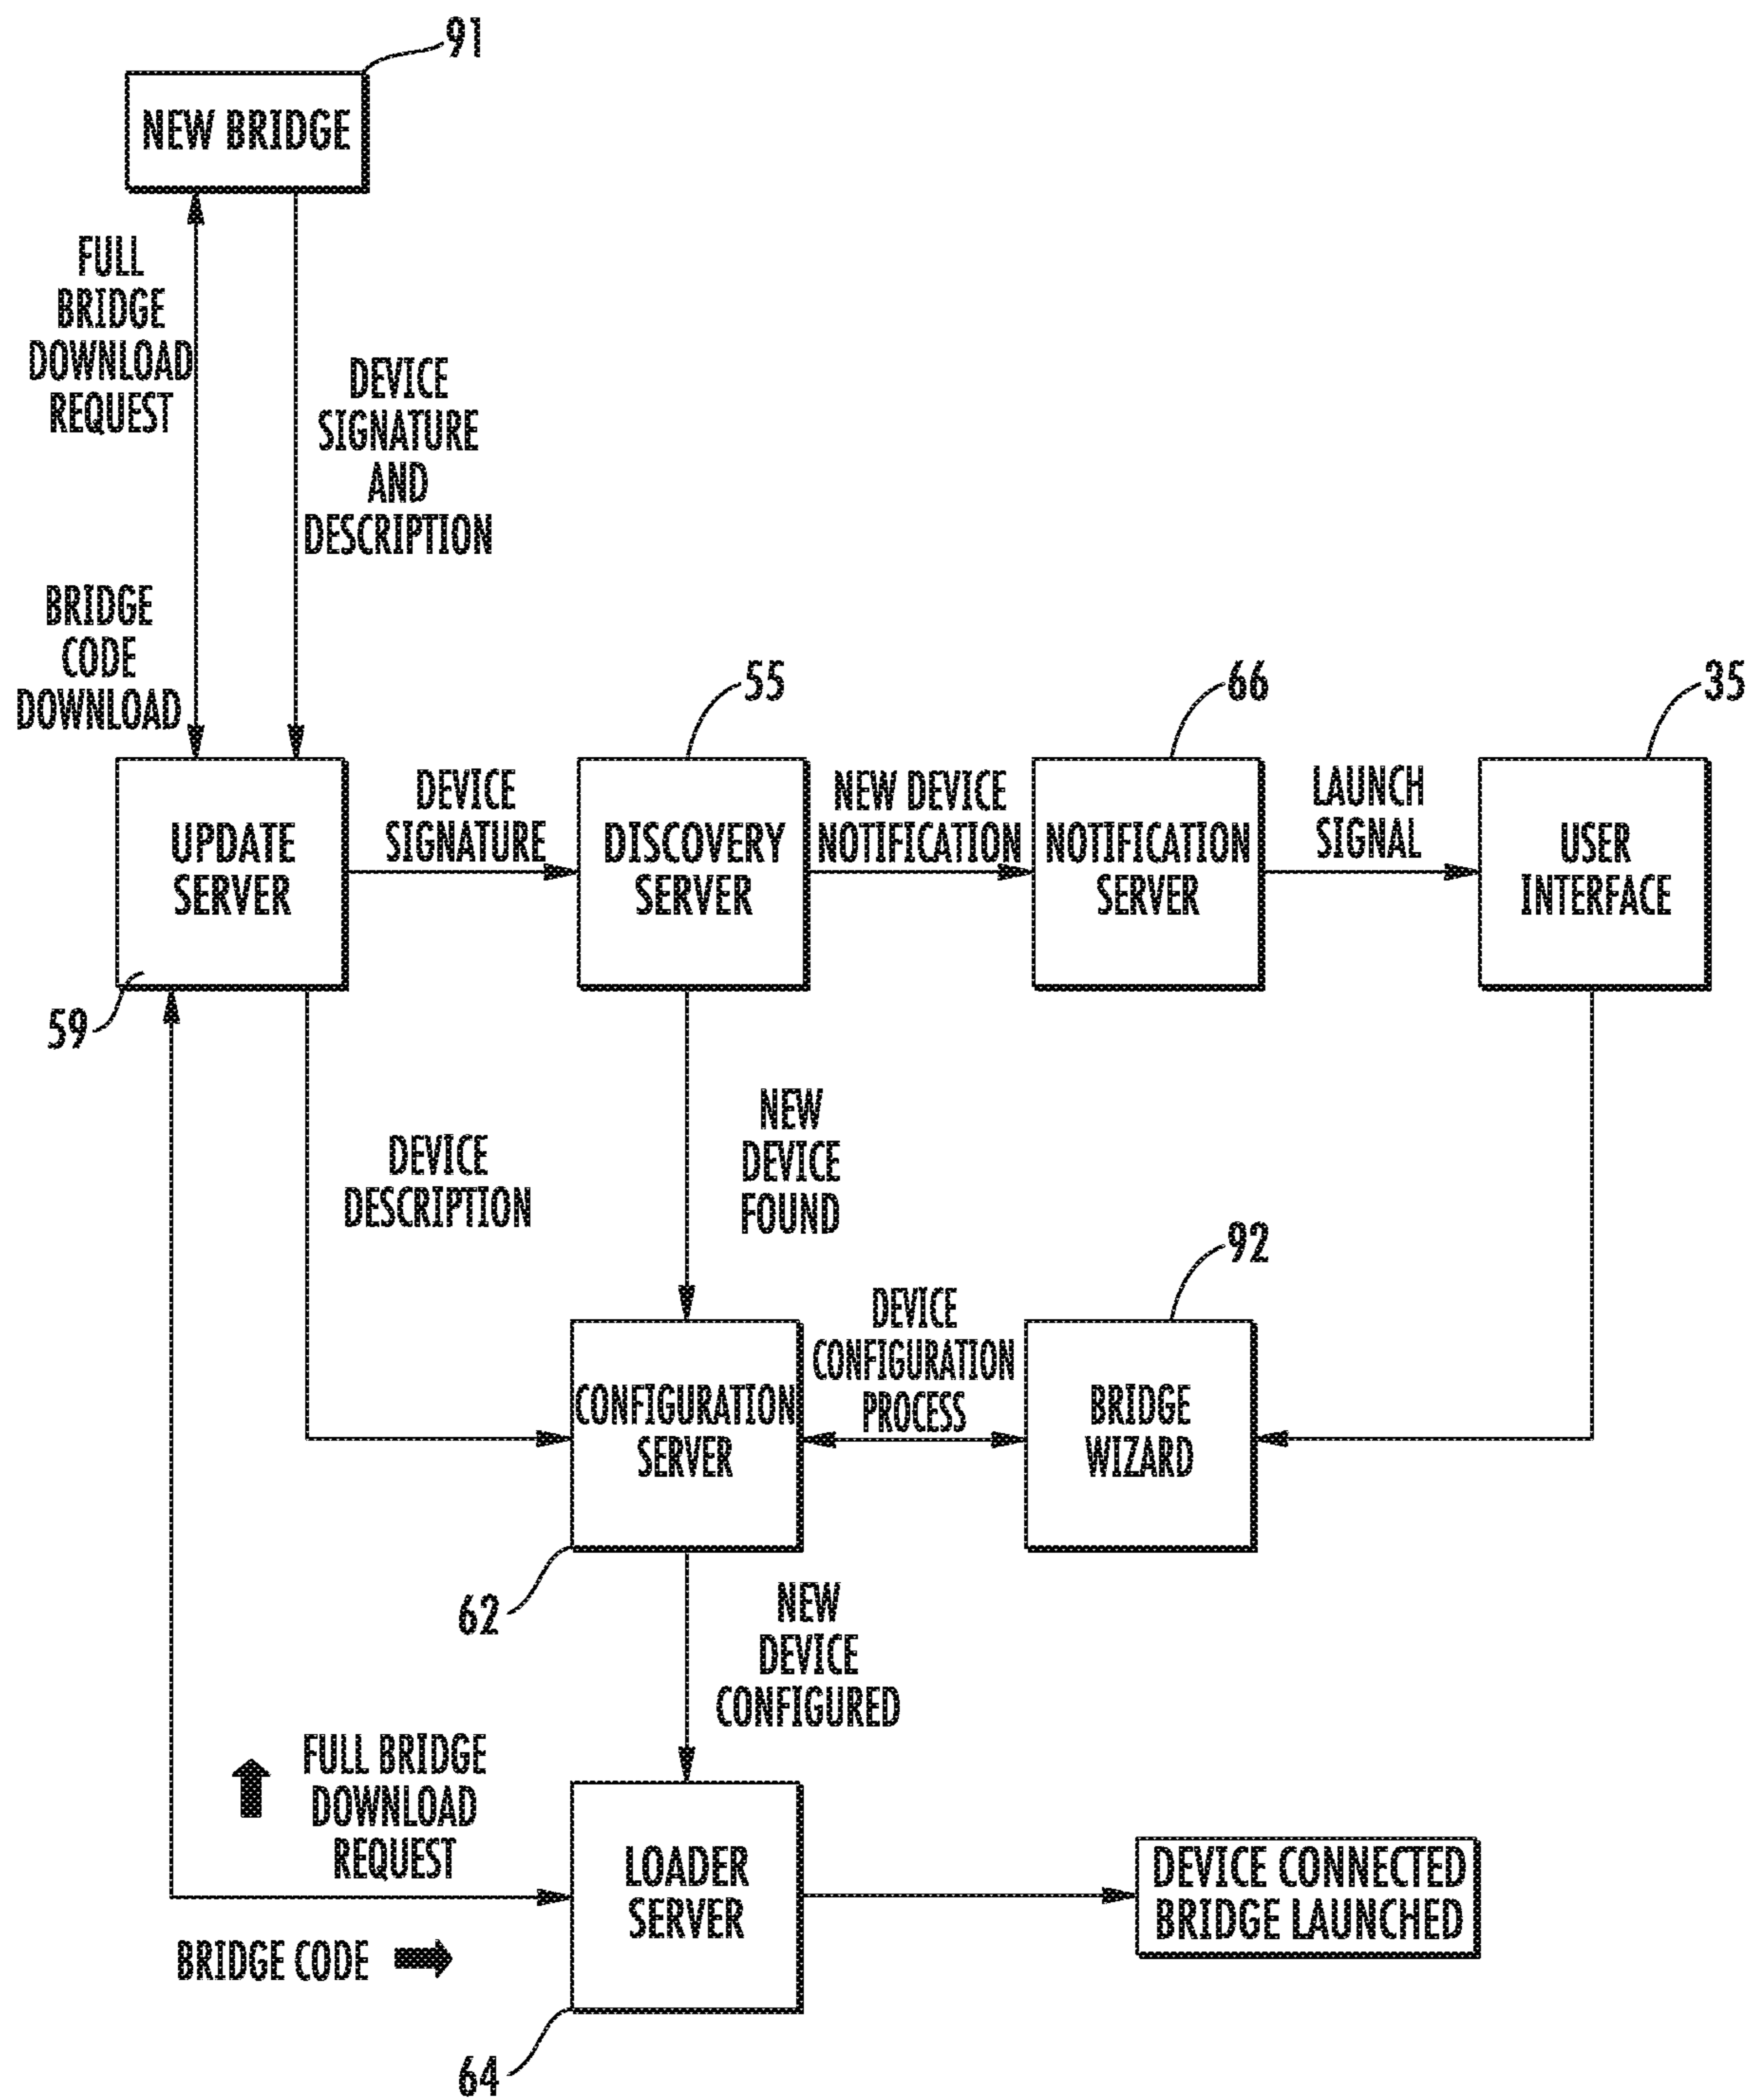 91
NEW BRIDGE
FULL
BRIDGE
DOWNLOAD
REQUEST
DEVICE
SIGNATURE
AND
DESCRIPTION
BRIDGE
CODE
DOWNLOAD
55
66
35
UPDATE
SERVER
59
DEVICE
SIGNATURE
DISCOVERY
SERVER
NEW DEVICE
NOTIFICATION
NOTIFICATION
SERVER
LAUNCH
SIGNAL
USER
INTERFACE
DEVICE
DESCRIPTION
NEW
DEVICE
FOUND
92
CONFIGURATION
SERVER
DEVICE
CONFIGURATION
PROCESS
BRIDGE
WIZARD
62
NEW
DEVICE
CONFIGURED
FULL BRIDGE
DOWNLOAD
REQUEST
BRIDGE CODE
LOADER
SERVER
DEVICE CONNECTED
BRIDGE LAUNCHED
64